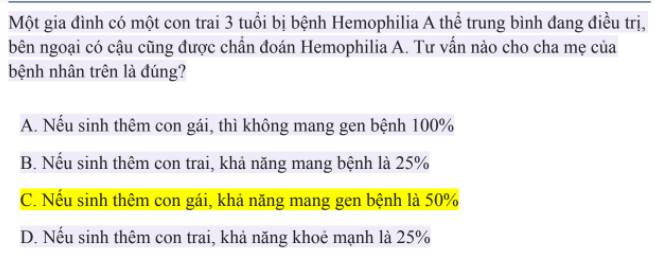 Một gia đình có một con trai 3 tuổi bị bệnh Hemophilia A thể trung bình đang điều trị,
bên ngoại có cậu cũng được chẩn đoán Hemophilia A. Tư vấn nào cho cha mẹ của
bệnh nhân trên là đúng?
A. Nếu sinh thêm con gái, thì không mang gen bệnh 100%
B. Nếu sinh thêm con trai, khả năng mang bệnh là 25%
C. Nếu sinh thêm con gái, khả năng mang gen bệnh là 50%
D. Nếu sinh thêm con trai, khả năng khoẻ mạnh là 25%